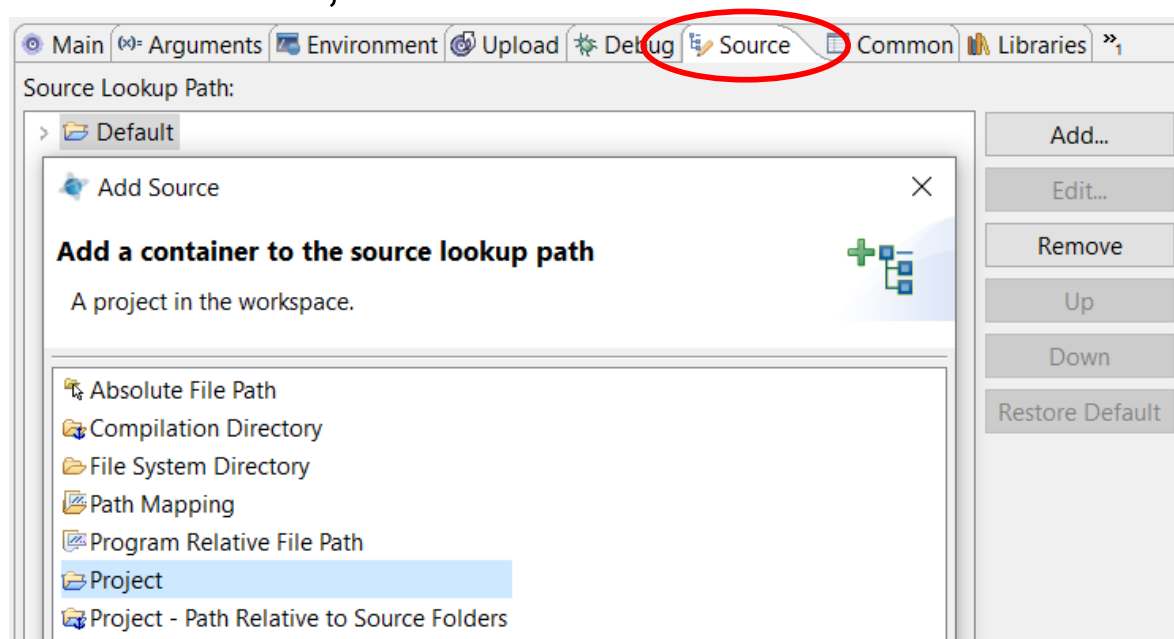 Main (x)= Arguments Environment Upload Debug Source Common Libraries »1
Source Lookup Path:
> Default
Add...
Add Source
Edit...
Add a container to the source lookup path
Remove
A project in the workspace.
Up
Down
Absolute File Path
Restore Default
Compilation Directory
File System Directory
Path Mapping
Program Relative File Path
Project
Project - Path Relative to Source Folders